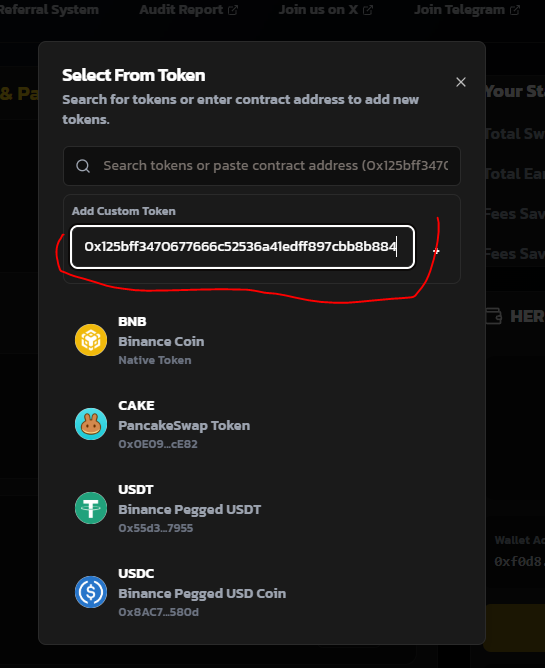 Referral System
Audit Report
Join us on X
Join Telegram
Select From Token
Search for tokens or enter contract address to add new
tokens.
Search tokens or paste contract address (0x125bff347(
Add Custom Token
0x125bff3470677666c52536a41edff897cbb8b884
+
BNB
Binance Coin
Native Token
CAKE
PancakeSwap Token
0x0E09...cE82
USDT
Binance Pegged USDT
0x55d3...7955
USDC
Binance Pegged USD Coin
0x8AC7...580d
& Pa
Your Sta
Total Sw
Total Ear
Fees Sav
Fees Sav
HER
Wallet Ad
0xf0d8.